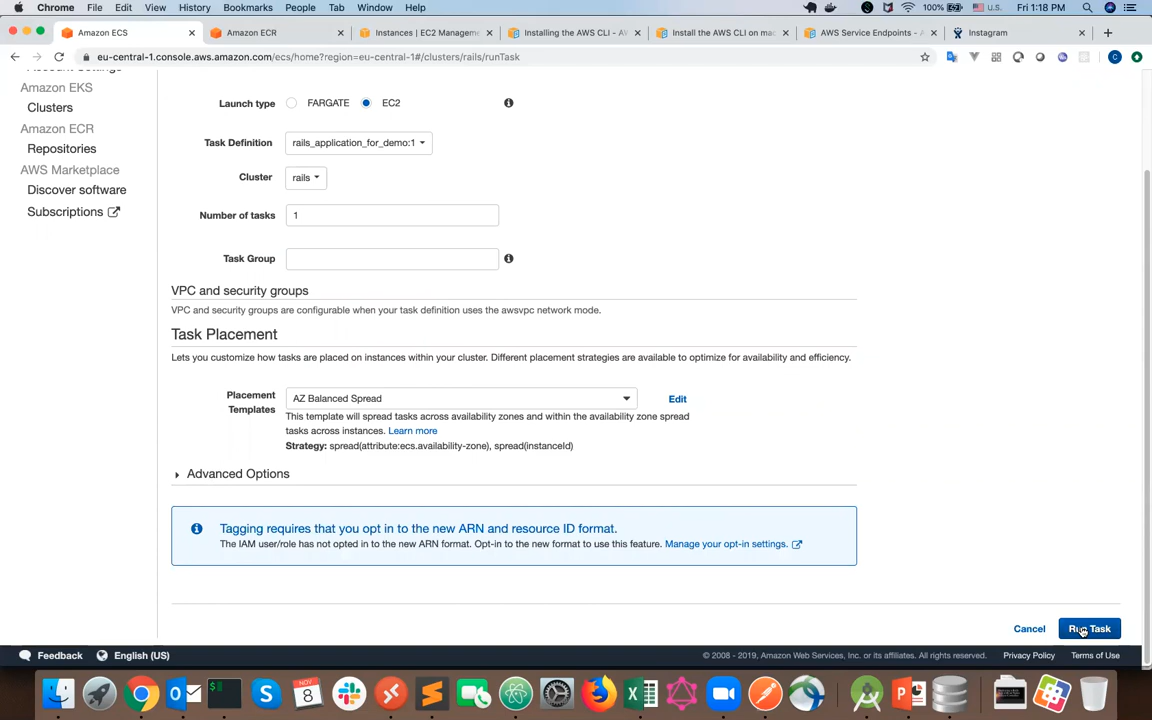 Chrome File Edit View History Bookmarks People Tab Window Help
100% U.S. Fri 1:18 PM
Amazon ECS
Amazon ECR
Instances | EC2 Managem
Installing the AWS CLI - AW
Install the AWS CLI on mac
AWS Service Endpoints - A
Instagram
eu-central-1.console.aws.amazon.com/ecs/home?region=eu-central-1#/clusters/rails/runTask
Account Settings
Amazon EKS
Clusters
Amazon ECR
Repositories
AWS Marketplace
Discover software
Subscriptions
Launch type FARGATE EC2
Task Definition rails_application_for_demo:1
Cluster rails
Number of tasks 1
Task Group
VPC and security groups
VPC and security groups are configurable when your task definition uses the awsvpc network mode.
Task Placement
Lets you customize how tasks are placed on instances within your cluster. Different placement strategies are available to optimize for availability and efficiency.
Placement Templates AZ Balanced Spread Edit
This template will spread tasks across availability zones and within the availability zone spread
tasks across instances. Learn more
Strategy: spread(attribute:ecs.availability-zone), spread(instanceId)
Advanced Options
Tagging requires that you opt in to the new ARN and resource ID format.
The IAM user/role has not opted in to the new ARN format. Opt-in to the new format to use this feature. Manage your opt-in settings.
Cancel Run Task
Feedback English (US) © 2008 - 2019, Amazon Web Services, Inc. or its affiliates. All rights reserved. Privacy Policy Terms of Use
NOV
8